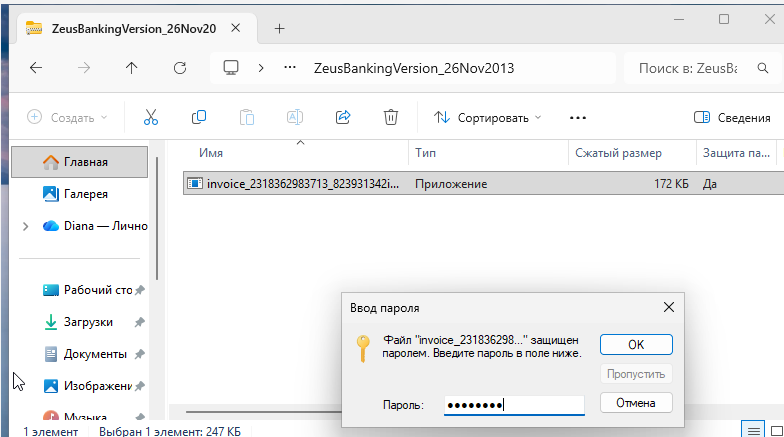 ZeusBankingVersion_26Nov20
ZeusBankingVersion_26Nov2013
Поиск в: ZeusBa
Создать
Сортировать
Сведения
Имя Тип Сжатый размер Защита па...
Главная
invoice_2318362983713_823931342i... Приложение 172 КБ Да
Галерея
Diana — Лично
Рабочий сто
Загрузки
Документы
Изображени
Музыка
Ввод пароля
Файл "invoice_231836298..." защищен
паролем. Введите пароль в поле ниже.
OK
Пропустить
Отмена
Пароль: ••••••••
1 элемент Выбран 1 элемент: 247 КБ